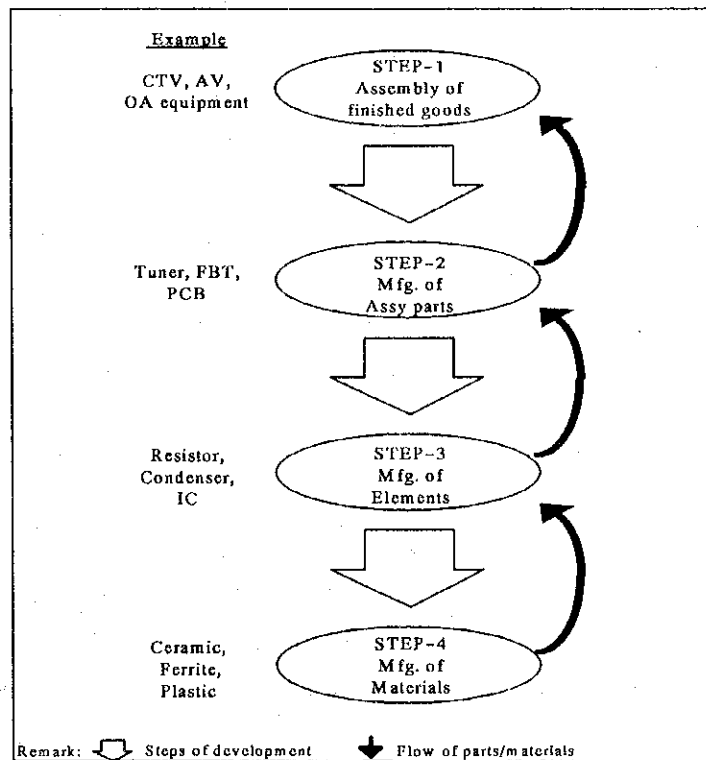 Example
CTV, AV,
OA equipment
STEP-1
Assembly of
finished goods
Tuner, FBT,
PCB
STEP-2
Mfg. of
Assy parts
Resistor,
Condenser,
IC
STEP-3
Mfg. of
Elements
Ceramic,
Ferrite,
Plastic
STEP-4
Mfg. of
Materials
Remark: Steps of development Flow of parts/materials